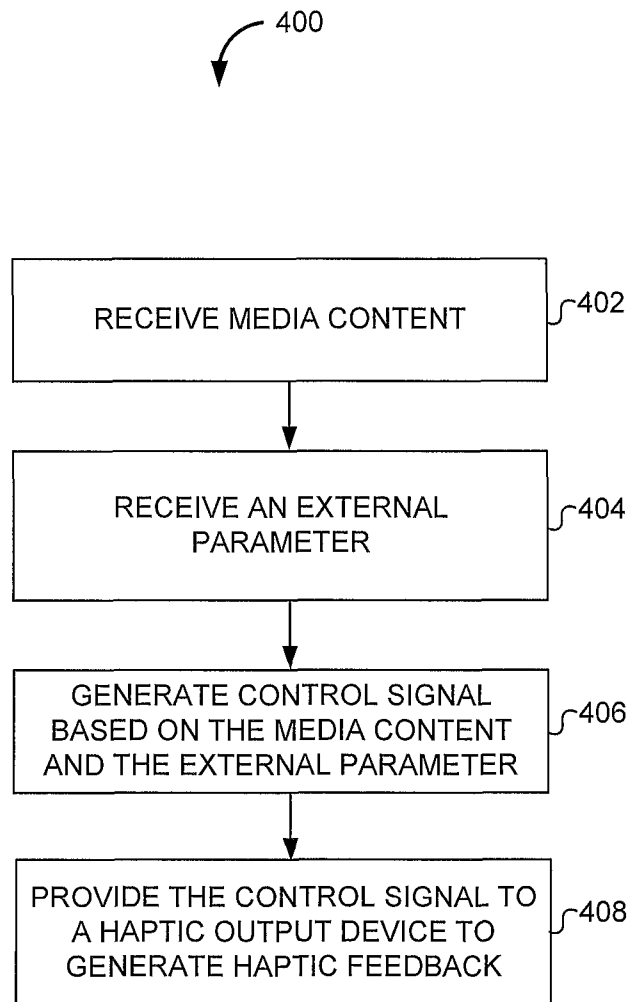 400
RECEIVE MEDIA CONTENT
402
RECEIVE AN EXTERNAL
PARAMETER
404
GENERATE CONTROL SIGNAL
BASED ON THE MEDIA CONTENT
AND THE EXTERNAL PARAMETER
406
PROVIDE THE CONTROL SIGNAL TO
A HAPTIC OUTPUT DEVICE TO
GENERATE HAPTIC FEEDBACK
408